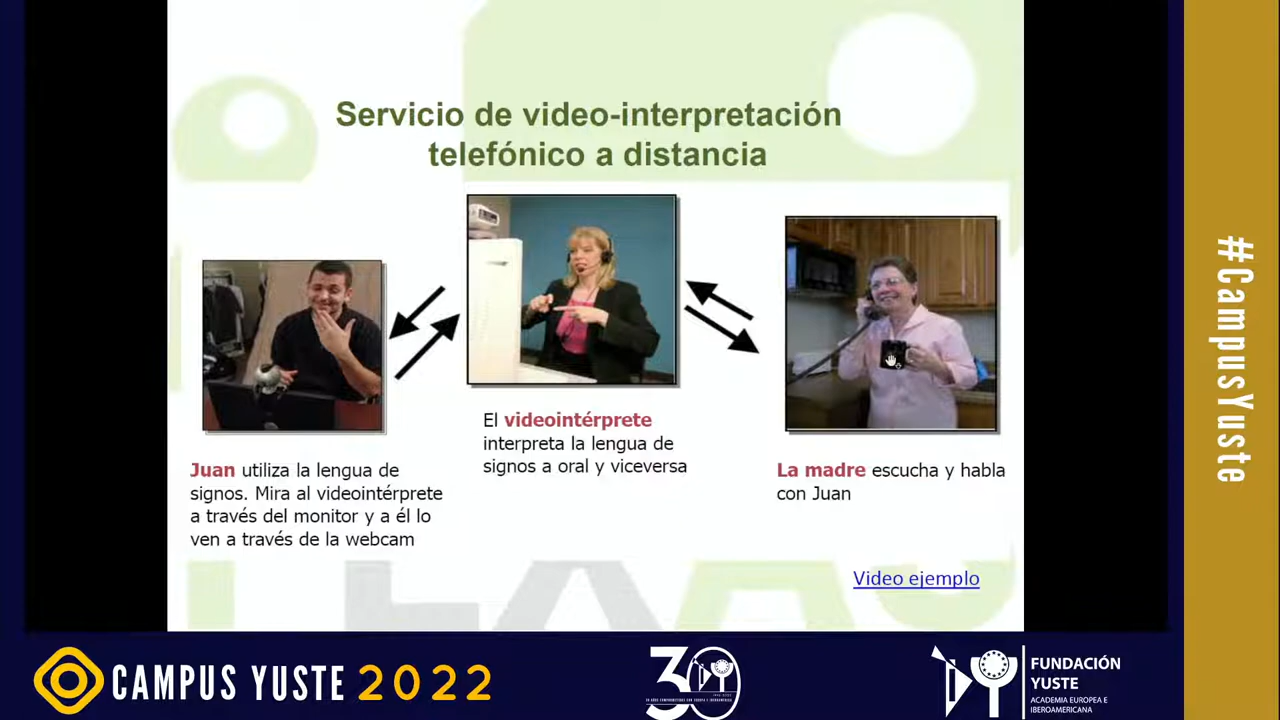 Servicio de video-interpretación
telefónico a distancia
El videointérprete
interpreta la lengua de
signos a oral y viceversa
Juan utiliza la lengua de
signos. Mira al videointérprete
a través del monitor y a él lo
ven a través de la webcam
La madre escucha y habla
con Juan
Video ejemplo
#CampusYuste
CAMPUS YUSTE 2022
30
FUNDACIÓN
YUSTE
ACADEMIA EUROPEA E
IBEROAMERICANA